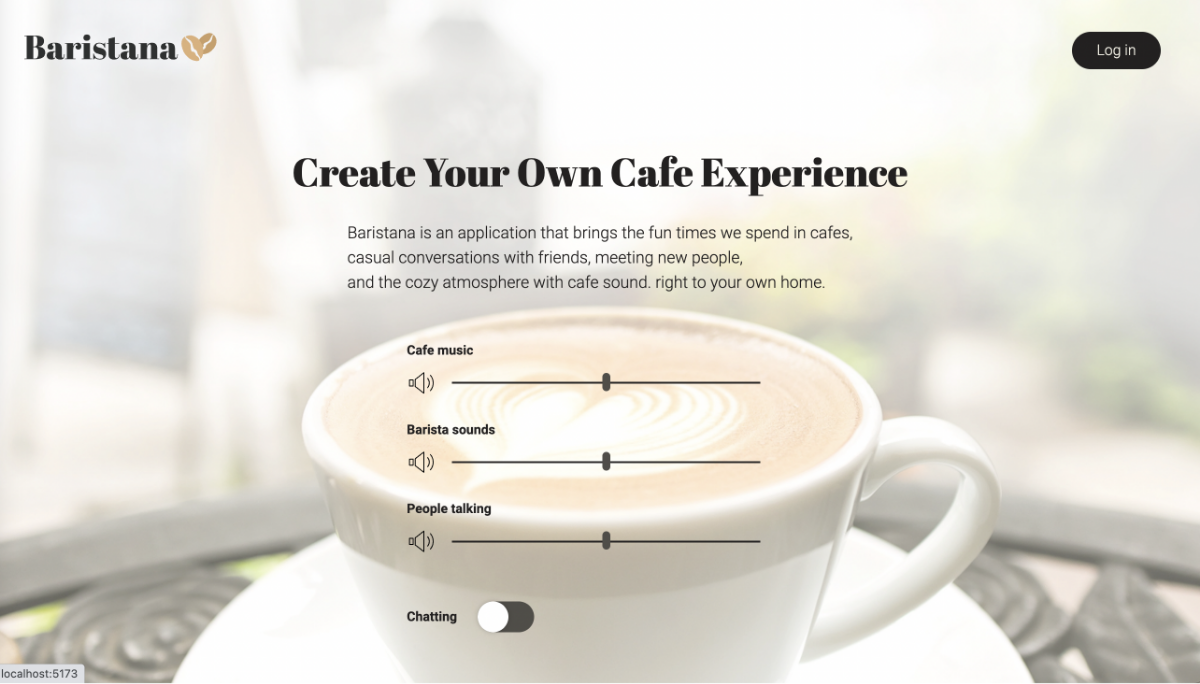 Baristana
Log in
Create Your Own Cafe Experience
Baristana is an application that brings the fun times we spend in cafes,
casual conversations with friends, meeting new people,
and the cozy atmosphere with cafe sound. right to your own home.
Cafe music
Barista sounds
People talking
Chatting
localhost:5173